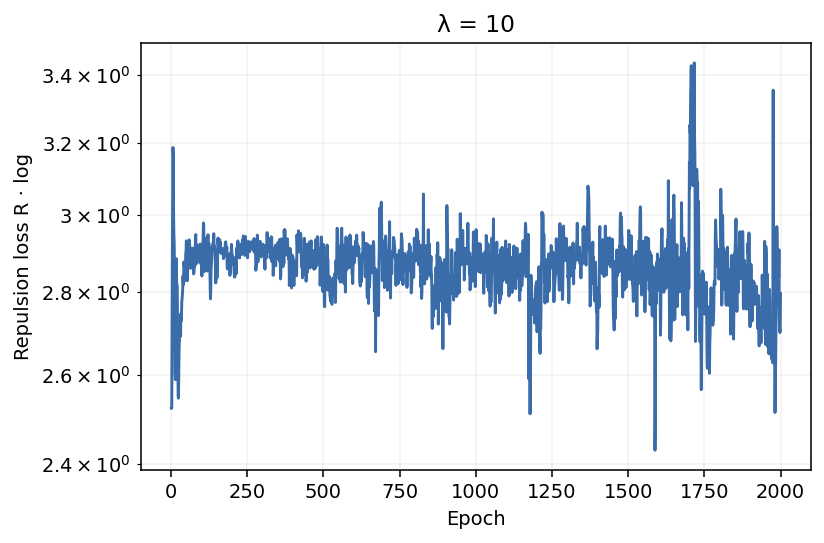 λ = 10
Repulsion loss R · log
3.4 × 10⁰
3.2 × 10⁰
3 × 10⁰
2.8 × 10⁰
2.6 × 10⁰
2.4 × 10⁰
0 250 500 750 1000 1250 1500 1750 2000
Epoch